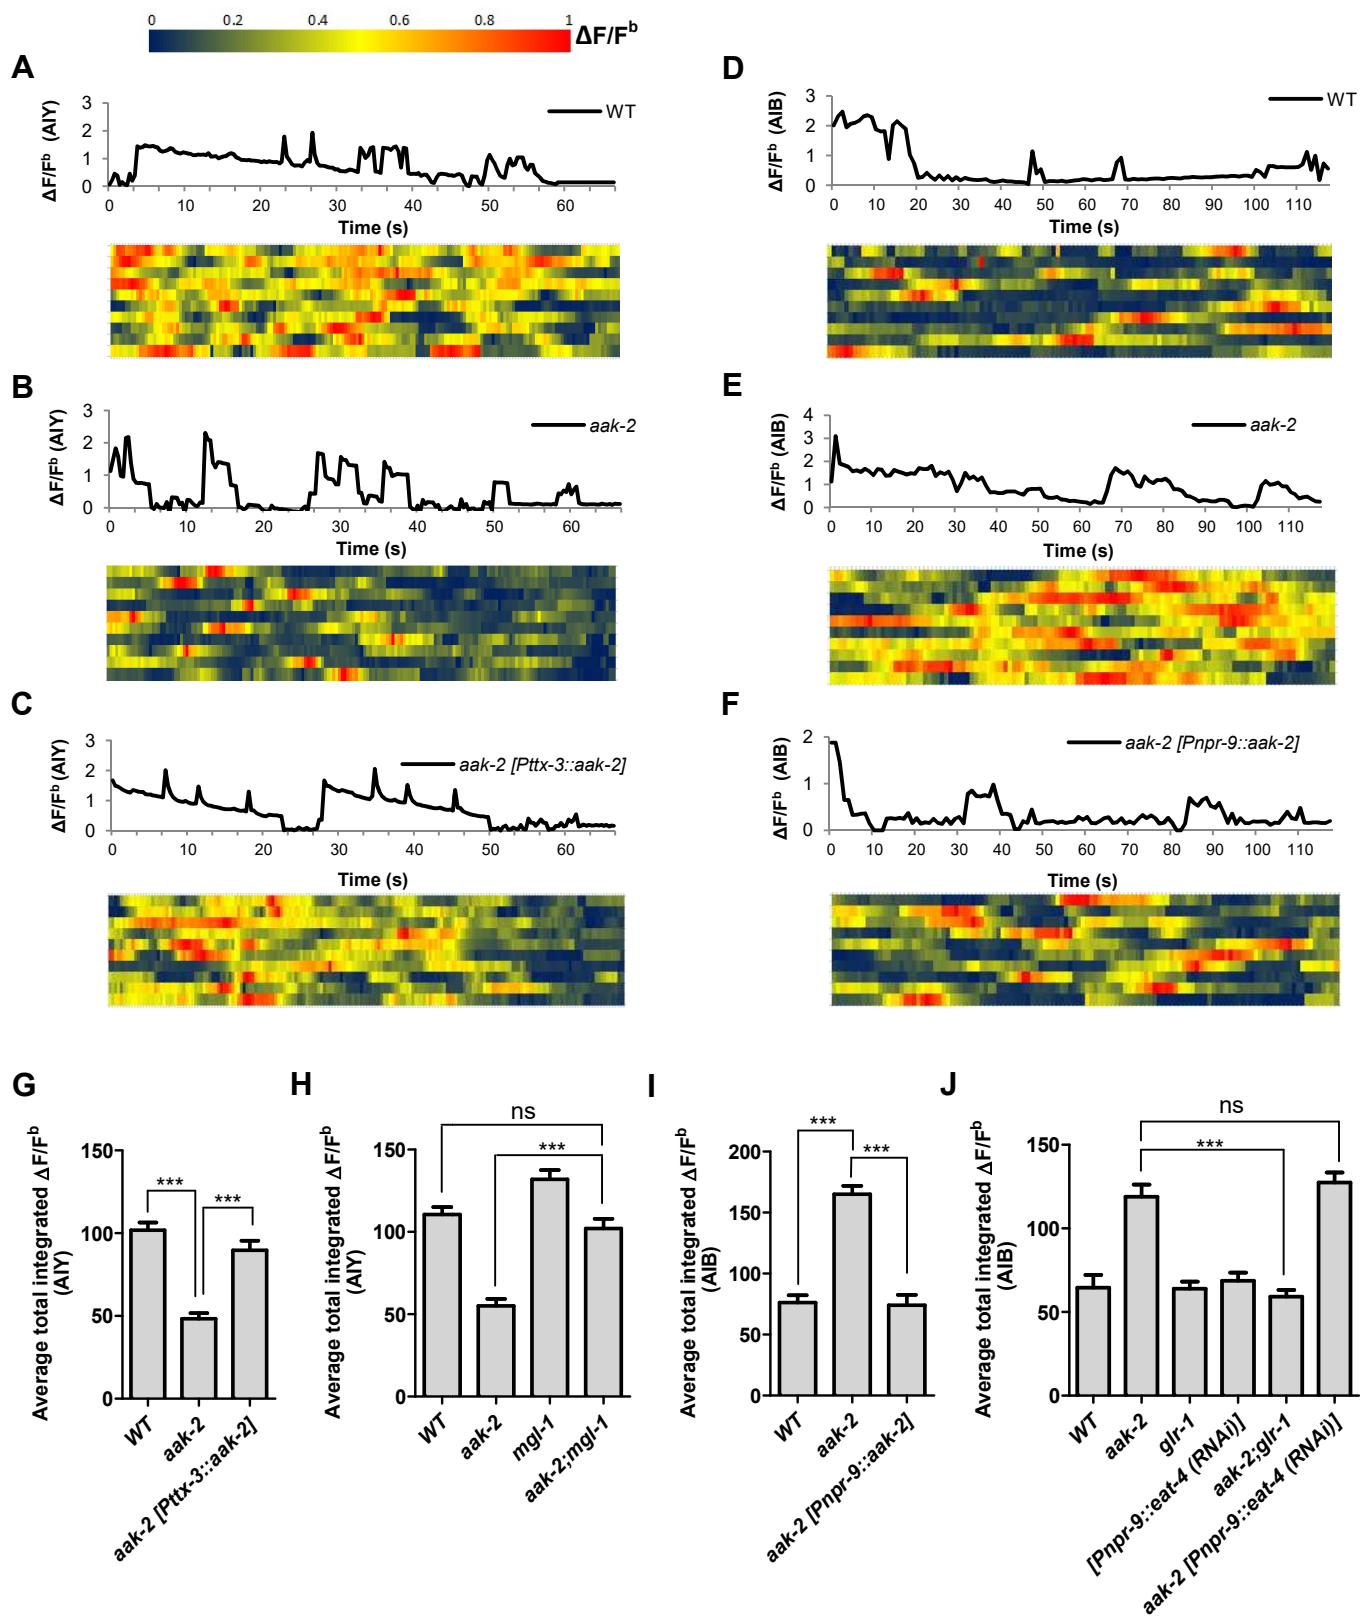 0 0.2 0.4 0.6 0.8 1
ΔF/Fᵇ
A
ΔF/Fᵇ (AIY)
3
2
1
0
WT
0 10 20 30 40 50 60
Time (s)
B
ΔF/Fᵇ (AIY)
3
2
1
0
aak-2
0 10 20 30 40 50 60
Time (s)
C
ΔF/Fᵇ (AIY)
3
2
1
0
aak-2 [Pttx-3::aak-2]
0 10 20 30 40 50 60
Time (s)
D
ΔF/Fᵇ (AIB)
3
2
1
0
WT
0 10 20 30 40 50 60 70 80 90 100 110
Time (s)
E
ΔF/Fᵇ (AIB)
4
3
2
1
0
aak-2
0 10 20 30 40 50 60 70 80 90 100 110
Time (s)
F
ΔF/Fᵇ (AIB)
2
1
0
aak-2 [Pnpr-9::aak-2]
0 10 20 30 40 50 60 70 80 90 100 110
Time (s)
G
Average total integrated ΔF/Fᵇ
(AIY)
150
100
50
0
***
***
WT
aak-2
aak-2 [Pttx-3::aak-2]
H
Average total integrated ΔF/Fᵇ
(AIY)
150
100
50
0
ns
***
WT
aak-2
mgl-1
aak-2;mgl-1
I
Average total integrated ΔF/Fᵇ
(AIB)
200
150
100
50
0
***
***
WT
aak-2
aak-2 [Pnpr-9::aak-2]
J
Average total integrated ΔF/Fᵇ
(AIB)
150
100
50
0
ns
***
WT
aak-2
glr-1
[Pnpr-9::eat-4 (RNAi)]
aak-2;glr-1
aak-2 [Pnpr-9::eat-4 (RNAi)]